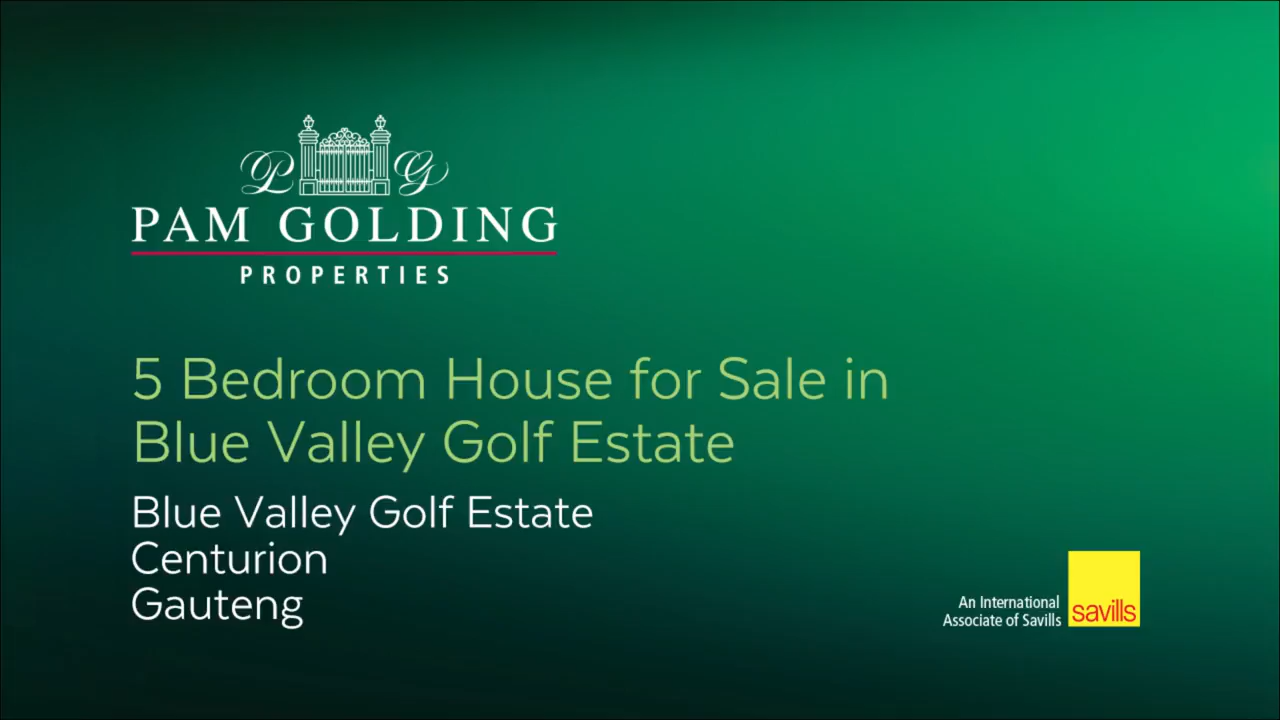 P G
PAM GOLDING
PROPERTIES
5 Bedroom House for Sale in
Blue Valley Golf Estate
Blue Valley Golf Estate
Centurion
Gauteng
An International
Associate of Savills
savills